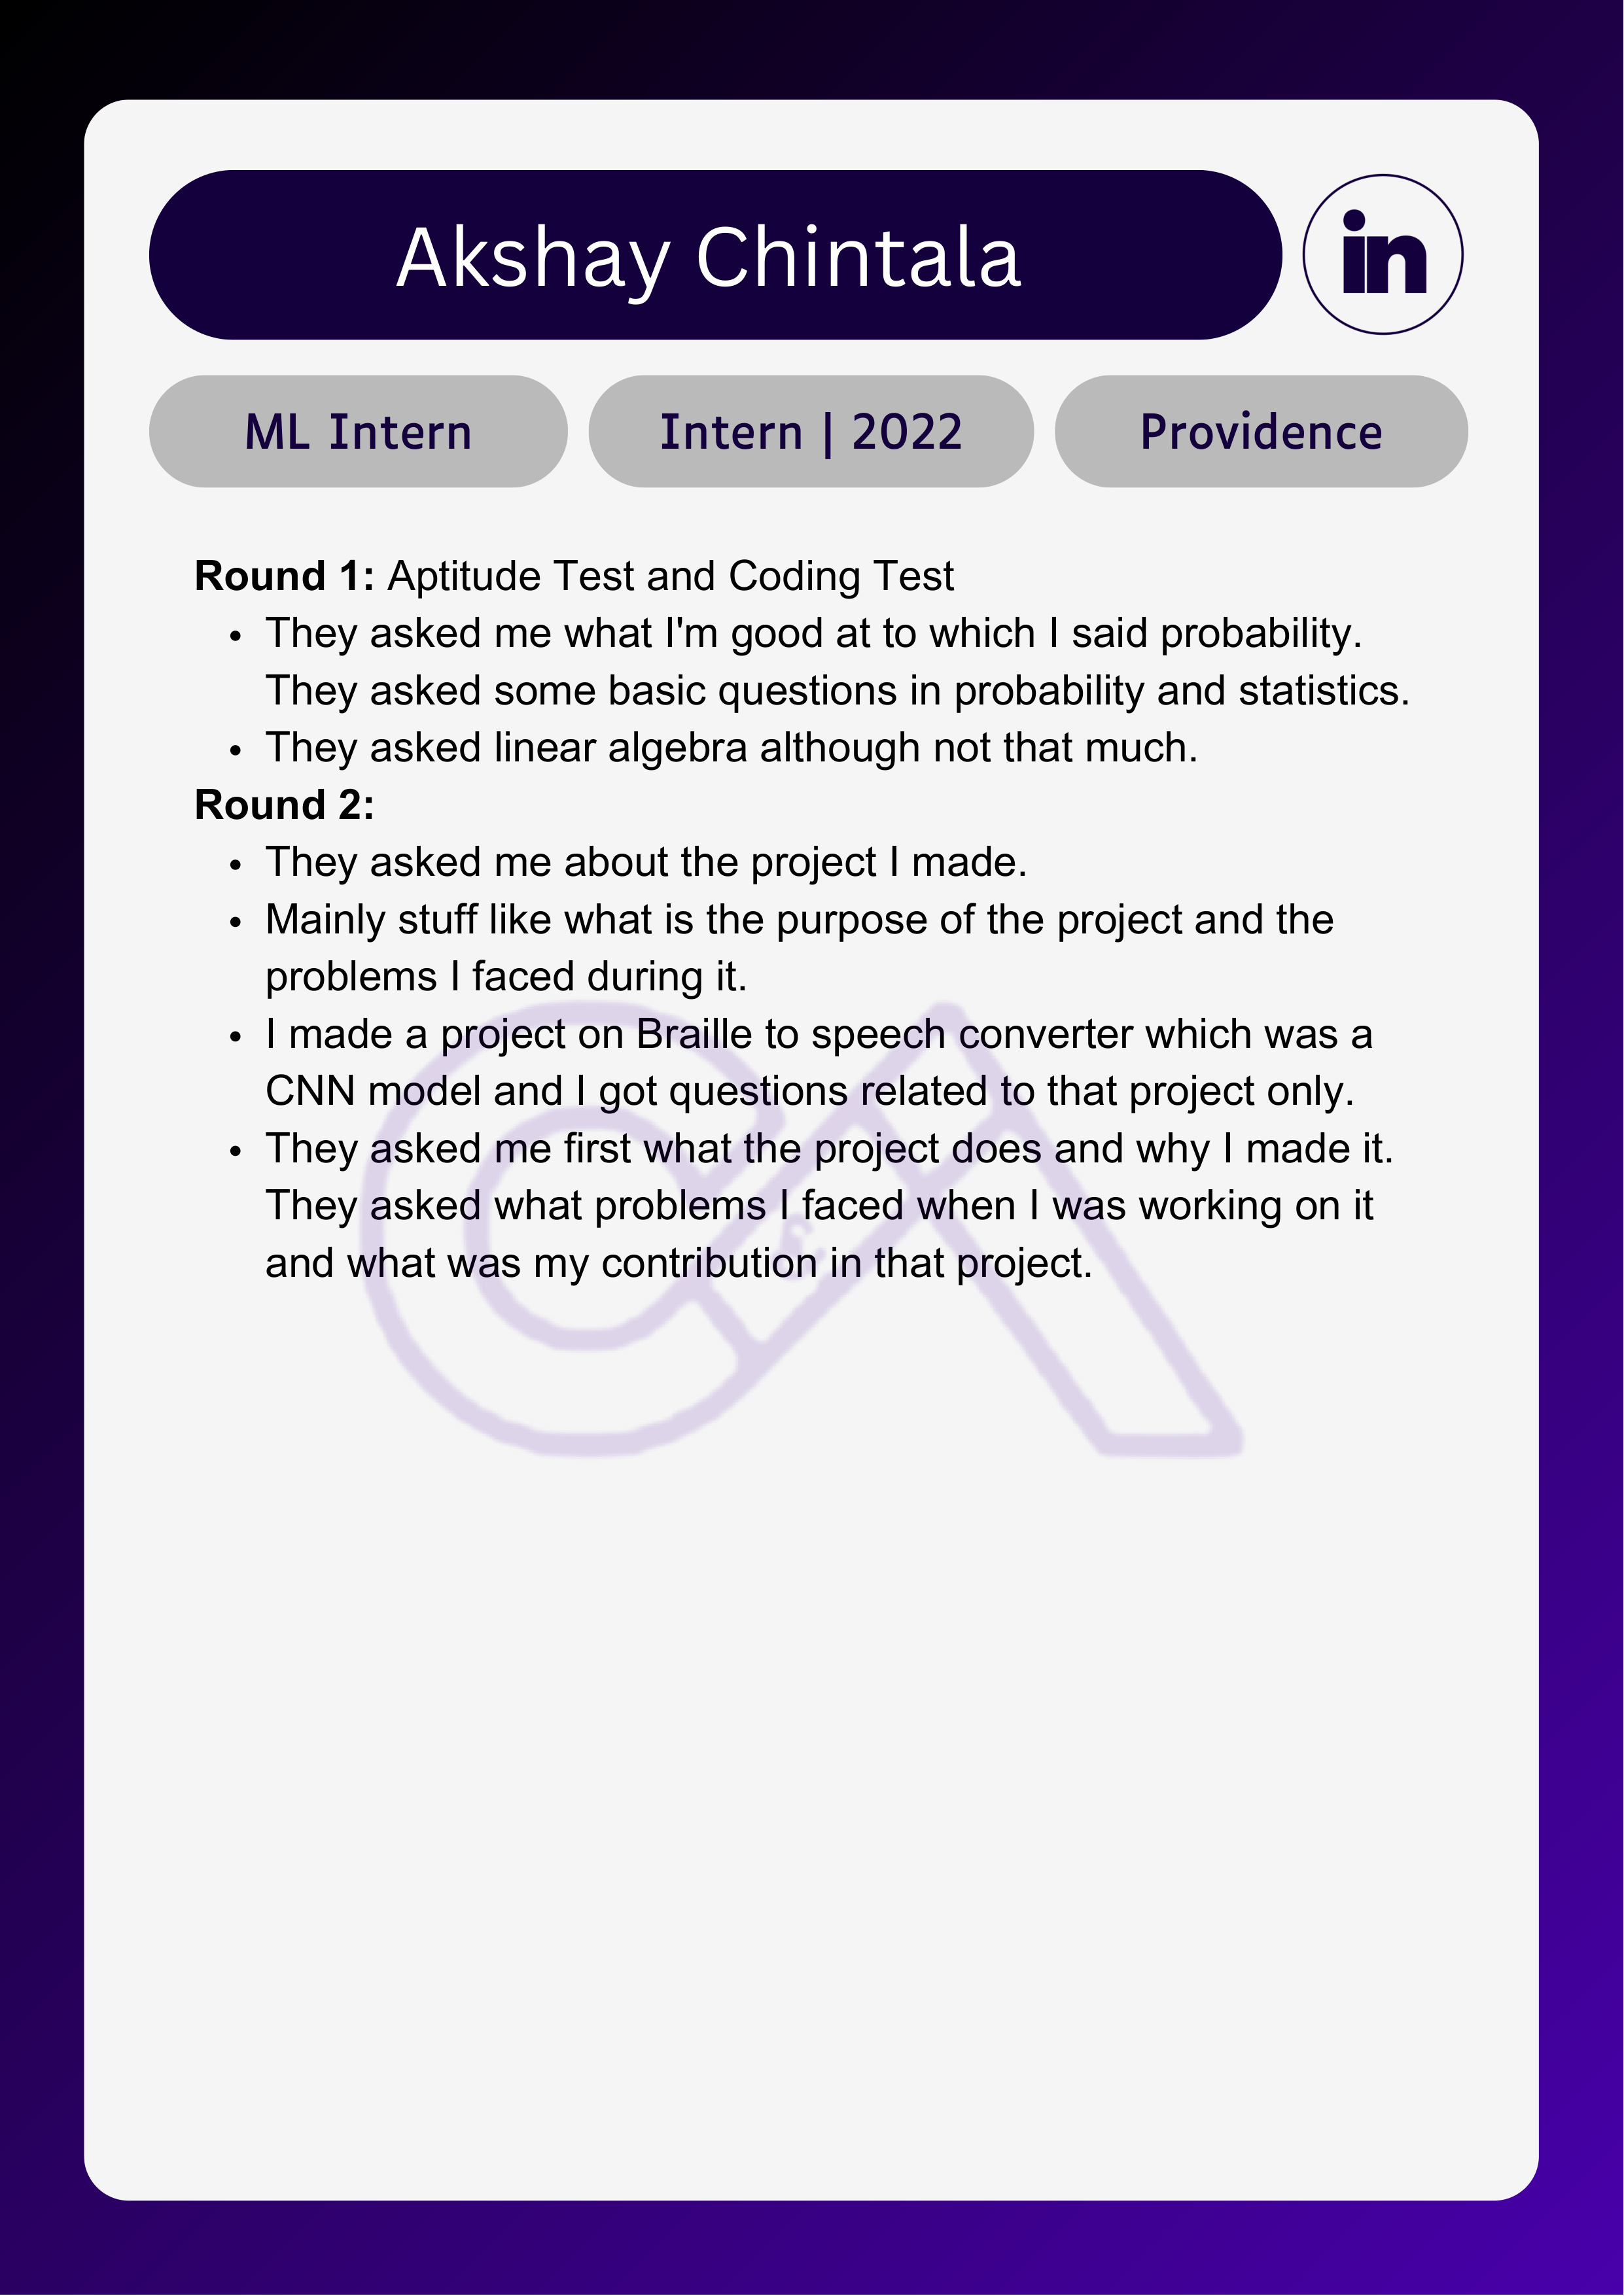 Akshay Chintala
in
ML Intern
Intern | 2022
Providence
Round 1: Aptitude Test and Coding Test
• They asked me what I'm good at to which I said probability.
They asked some basic questions in probability and statistics.
• They asked linear algebra although not that much.
Round 2:
• They asked me about the project I made.
• Mainly stuff like what is the purpose of the project and the
problems I faced during it.
• I made a project on Braille to speech converter which was a
CNN model and I got questions related to that project only.
• They asked me first what the project does and why I made it.
They asked what problems I faced when I was working on it
and what was my contribution in that project.